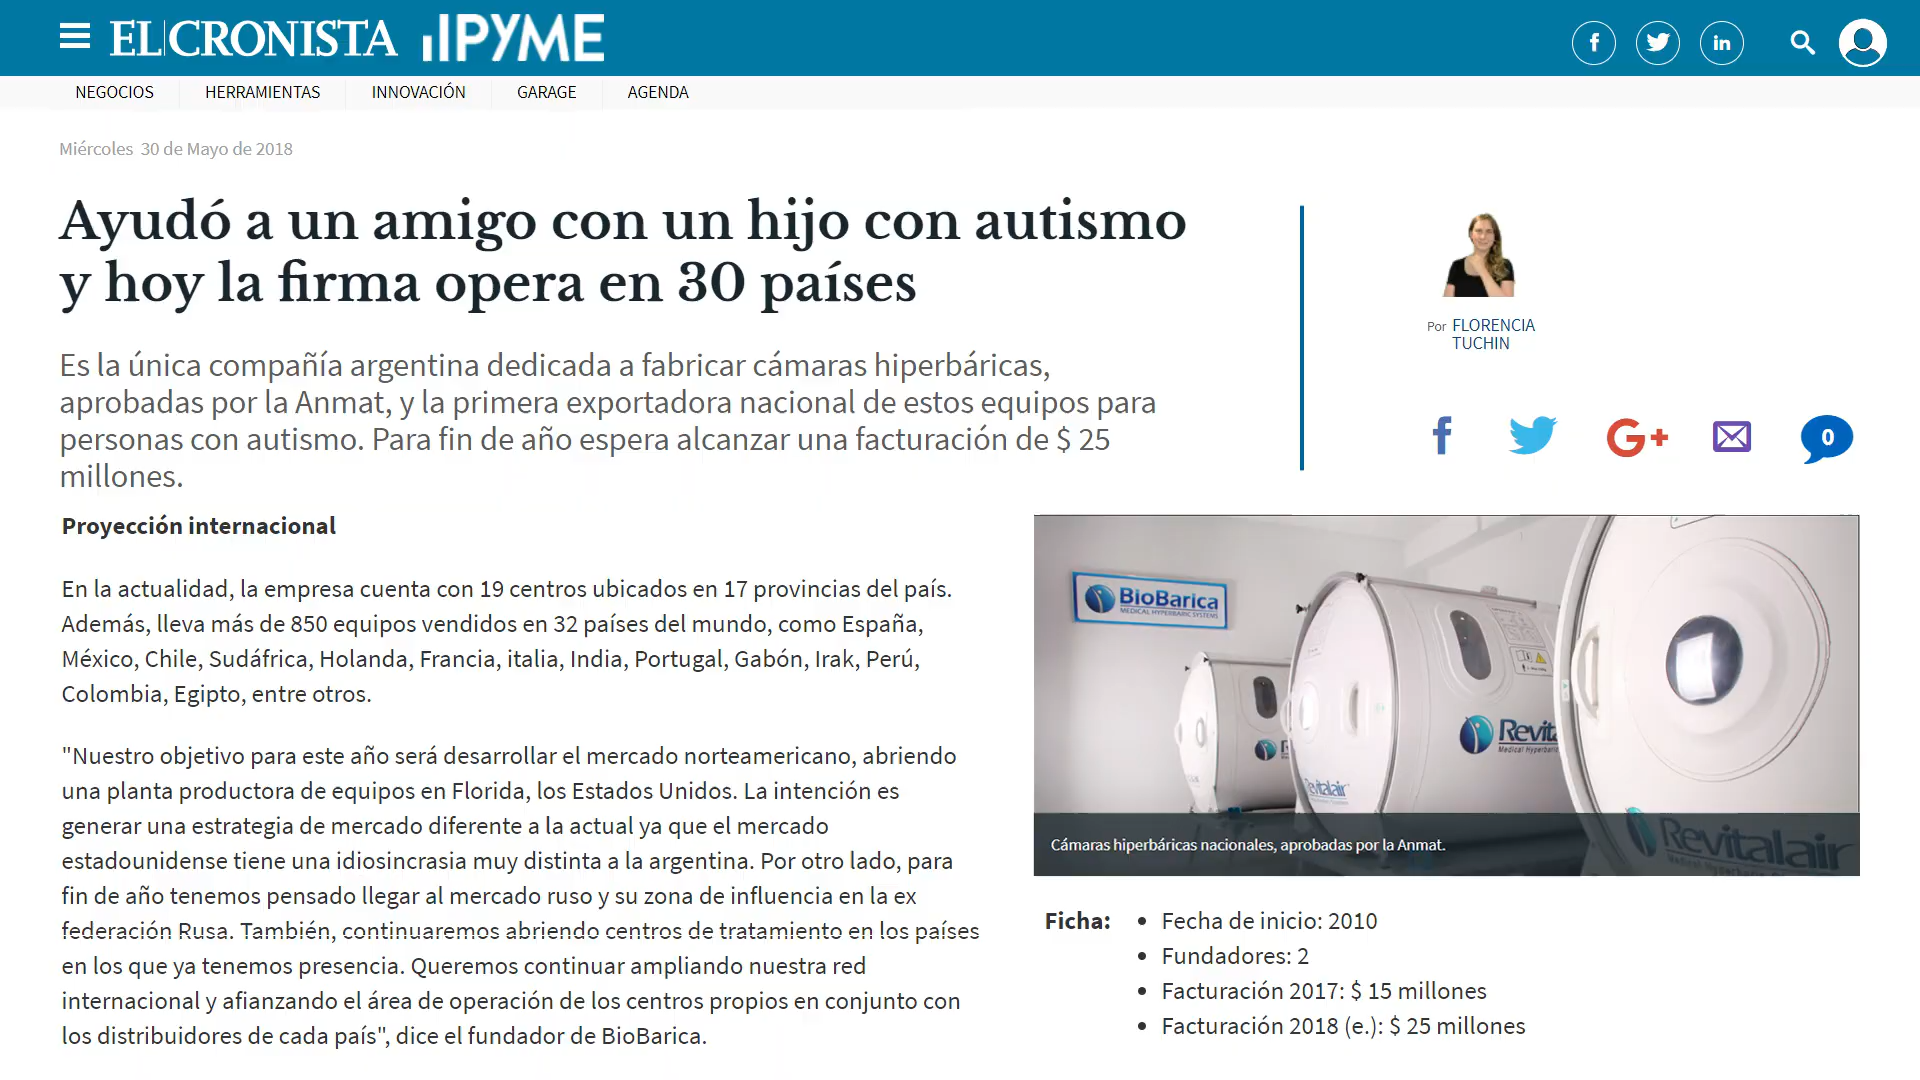 EL CRONISTA PYME
NEGOCIOS HERRAMIENTAS INNOVACIÓN GARAGE AGENDA
Miércoles 30 de Mayo de 2018
Ayudó a un amigo con un hijo con autismo
y hoy la firma opera en 30 países
Es la única compañía argentina dedicada a fabricar cámaras hiperbáricas,
aprobadas por la Anmat, y la primera exportadora nacional de estos equipos para
personas con autismo. Para fin de año espera alcanzar una facturación de $ 25
millones.
Por FLORENCIA
TUCHIN
0
Proyección internacional
En la actualidad, la empresa cuenta con 19 centros ubicados en 17 provincias del país.
Además, lleva más de 850 equipos vendidos en 32 países del mundo, como España,
México, Chile, Sudáfrica, Holanda, Francia, italia, India, Portugal, Gabón, Irak, Perú,
Colombia, Egipto, entre otros.
"Nuestro objetivo para este año será desarrollar el mercado norteamericano, abriendo
una planta productora de equipos en Florida, los Estados Unidos. La intención es
generar una estrategia de mercado diferente a la actual ya que el mercado
estadounidense tiene una idiosincrasia muy distinta a la argentina. Por otro lado, para
fin de año tenemos pensado llegar al mercado ruso y su zona de influencia en la ex
federación Rusa. También, continuaremos abriendo centros de tratamiento en los países
en los que ya tenemos presencia. Queremos continuar ampliando nuestra red
internacional y afianzando el área de operación de los centros propios en conjunto con
los distribuidores de cada país", dice el fundador de BioBarica.
BioBarica
MEDICAL HYPERBARIC SYSTEMS
Revita
Medical Hyperbaric
Revitalair
Revitalair
Cámaras hiperbáricas nacionales, aprobadas por la Anmat.
Ficha:
• Fecha de inicio: 2010
• Fundadores: 2
• Facturación 2017: $ 15 millones
• Facturación 2018 (e.): $ 25 millones